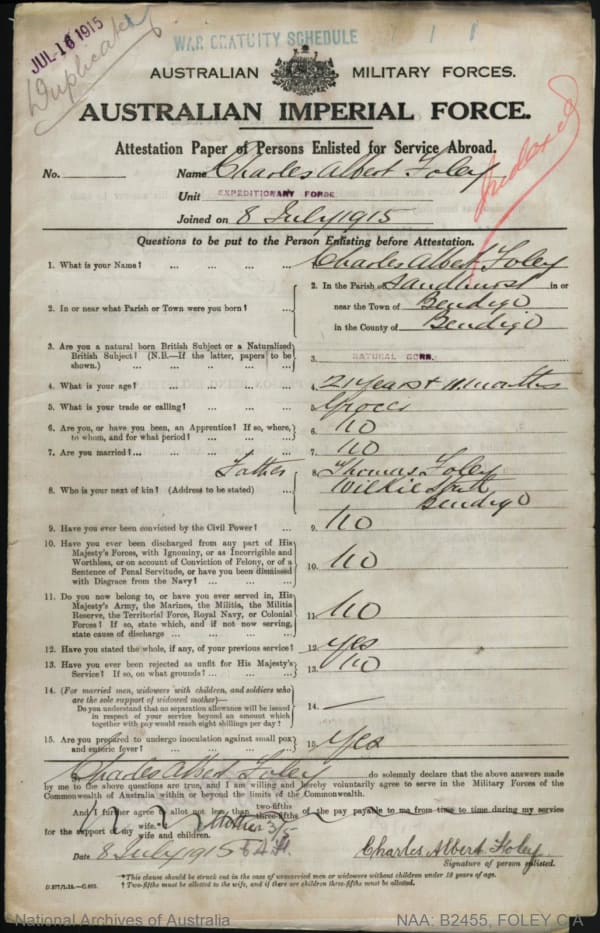 JUL 16 1915
Duplicate
WAR GRATUITY SCHEDULE
AUSTRALIAN MILITARY FORCES.
AUSTRALIAN IMPERIAL FORCE.
Attestation Paper of Persons Enlisted for Service Abroad.
No. Name Charles Albert Foley
Indexed
Unit EXPEDITIONARY FORCE
Joined on 8 July 1915
Questions to be put to the Person Enlisting before Attestation.
1. What is your Name? ... ... ... ... Charles Albert Foley
2. In or near what Parish or Town were you born? ... 2. In the Parish of Sandhurst in or
near the Town of Bendigo
in the County of Bendigo
3. Are you a natural born British Subject or a Naturalized
British Subject? (N.B.—If the latter, papers to be
shown.) ... ... ... ... 3. NATURAL BORN.
4. What is your age? ... ... ... ... 4. 21 years + 11 months
5. What is your trade or calling? ... ... ... 5. Grocer
6. Are you, or have you been, an Apprentice? If so, where,
to whom, and for what period? ... ... ... 6. No
7. Are you married? ... ... ... ... 7. No
Father 8. Thomas Foley
8. Who is your next of kin? (Address to be stated) ... Wilkie
Bendigo
9. Have you ever been convicted by the Civil Power? ... 9. No
10. Have you ever been discharged from any part of His
Majesty's Forces, with Ignominy, or as Incorrigible and
Worthless, or on account of Conviction of Felony, or of a
Sentence of Penal Servitude, or have you been dismissed
with Disgrace from the Navy? ... ... ... 10. No
11. Do you now belong to, or have you ever served in, His
Majesty's Army, the Marines, the Militia, the Militia
Reserve, the Territorial Force, Royal Navy, or Colonial
Forces? If so, state which, and if not now serving,
state cause of discharge ... ... ... ... 11. No
12. Have you stated the whole, if any, of your previous service? 12. yes
13. Have you ever been rejected as unfit for His Majesty's
Service? If so, on what grounds? ... ... ... 13. No
14. (For married men, widowers with children, and soldiers who
are the sole support of widowed mother)—
Do you understand that no separation allowance will be issued
in respect of your service beyond an amount which
together with pay would reach eight shillings per day? 14. —
15. Are you prepared to undergo inoculation against small pox
and enteric fever? ... ... ... ... 15. Yes
I, Charles Albert Foley do solemnly declare that the above answers made
by me to the above questions are true, and I am willing and hereby voluntarily agree to serve in the Military Forces of the
Commonwealth of Australia within or beyond the limits of the Commonwealth.
And I further agree to allot not less than two-fifths three-fifths of the pay payable to me from time to time during my service
for the support of my wife. wife and children. Mother 3/5
Date 8 July 1915
Charles Albert Foley
Signature of person enlisted.
*This clause should be struck out in the case of unmarried men or widowers without children under 18 years of age.
† Two-fifths must be allotted to the wife, and if there are children three-fifths must be allotted.
National Archives of Australia
NAA: B2455, FOLEY C A